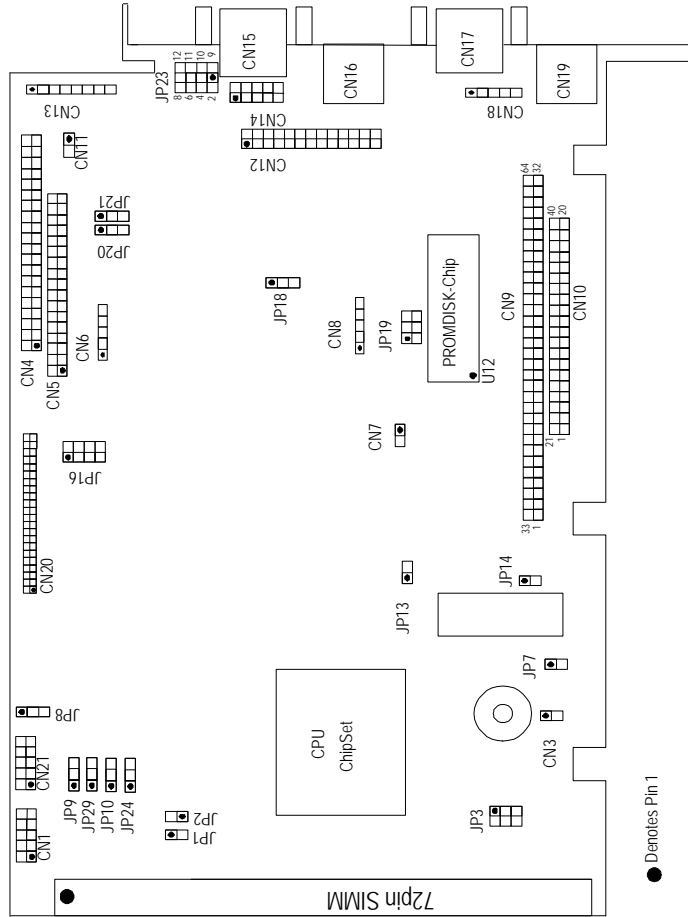 CN15
CN17
CN16
CN19
JP23
12
11
10
9
8
6
4
2
CN13
CN14
CN18
CN11
CN12
64
32
JP21
JP20
40
20
JP18
CN9
CN10
PROMDISK-Chip
CN8
JP19
CN6
CN4
CN5
U12
CN7
21
1
JP16
CN20
33
1
JP14
JP13
JP7
JP8
CPU
ChipSet
CN3
CN21
JP9
JP29
JP10
JP24
JP2
JP1
JP3
CN1
72pin SIMM
Denotes Pin 1